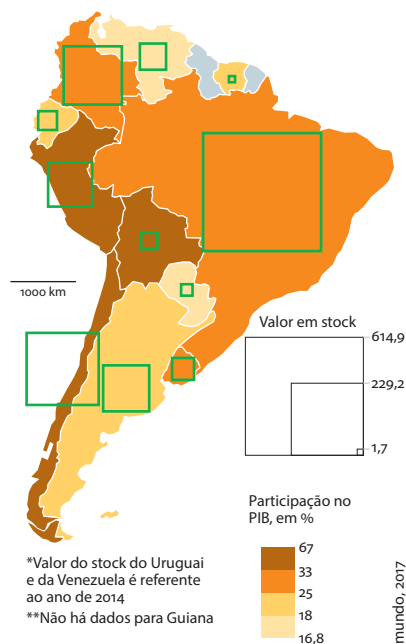 1000 km
Valor em stock
614,9
229,2
1,7
Participação no
PIB, em %
67
33
25
18
16,8
*Valor do stock do Uruguai
e da Venezuela é referente
ao ano de 2014
**Não há dados para Guiana
mundo, 2017